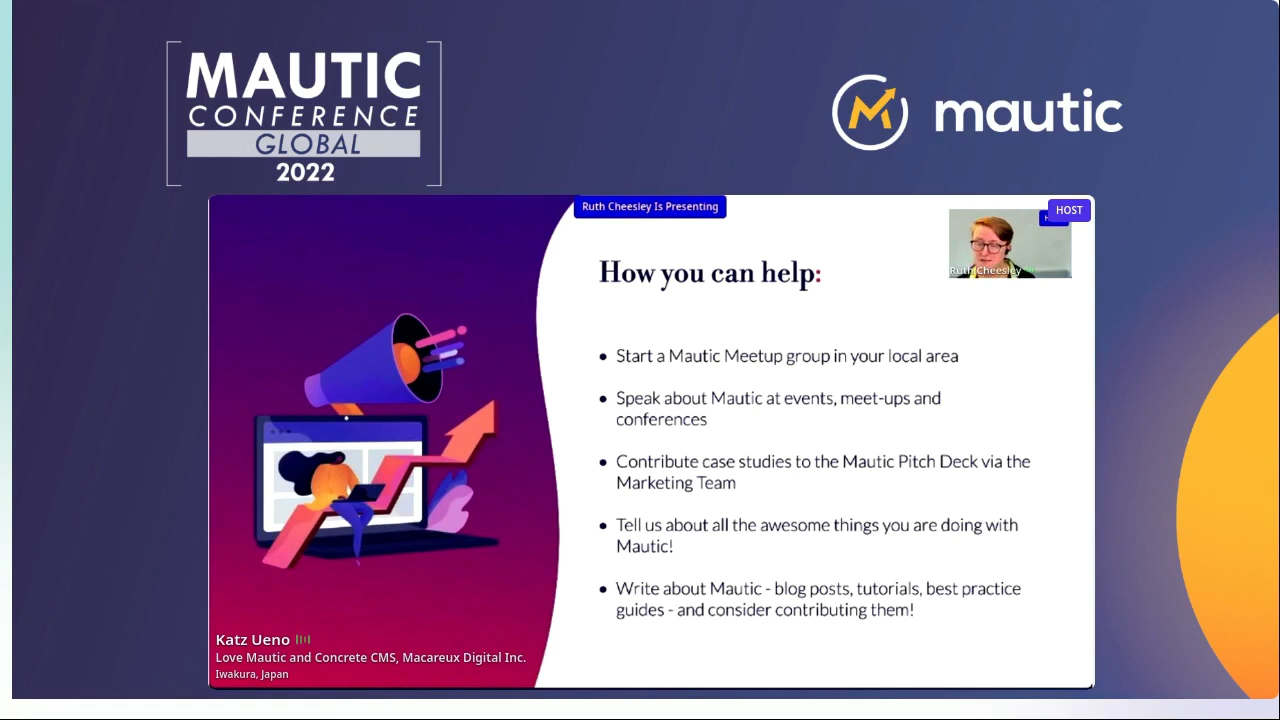 MAUTIC
CONFERENCE
GLOBAL
2022
mautic
Ruth Cheesley Is Presenting
HOST
Ruth Cheesley
How you can help:
• Start a Mautic Meetup group in your local area
• Speak about Mautic at events, meet-ups and
conferences
• Contribute case studies to the Mautic Pitch Deck via the
Marketing Team
• Tell us about all the awesome things you are doing with
Mautic!
• Write about Mautic - blog posts, tutorials, best practice
guides - and consider contributing them!
Katz Ueno
Love Mautic and Concrete CMS, Macareux Digital Inc.
Iwakura, Japan